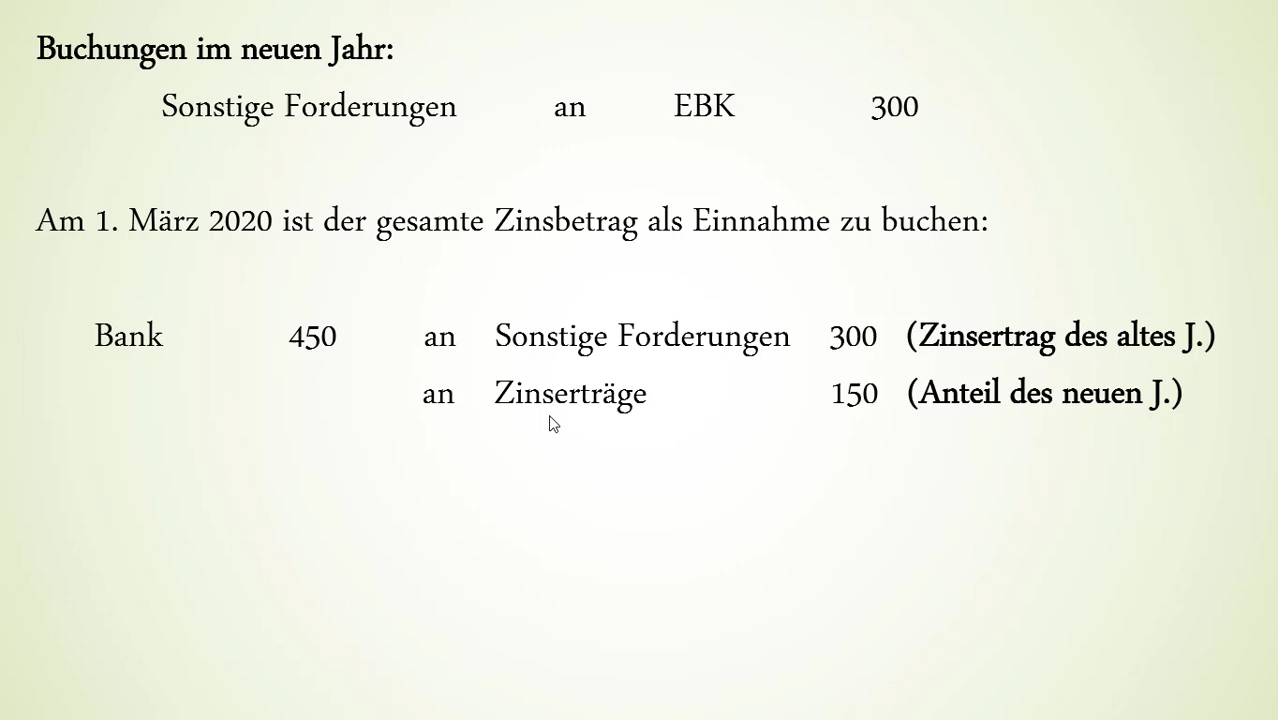 Buchungen im neuen Jahr:
Sonstige Forderungen an EBK 300
Am 1. März 2020 ist der gesamte Zinsbetrag als Einnahme zu buchen:
Bank 450 an Sonstige Forderungen 300 (Zinsertrag des altes J.)
an Zinserträge 150 (Anteil des neuen J.)